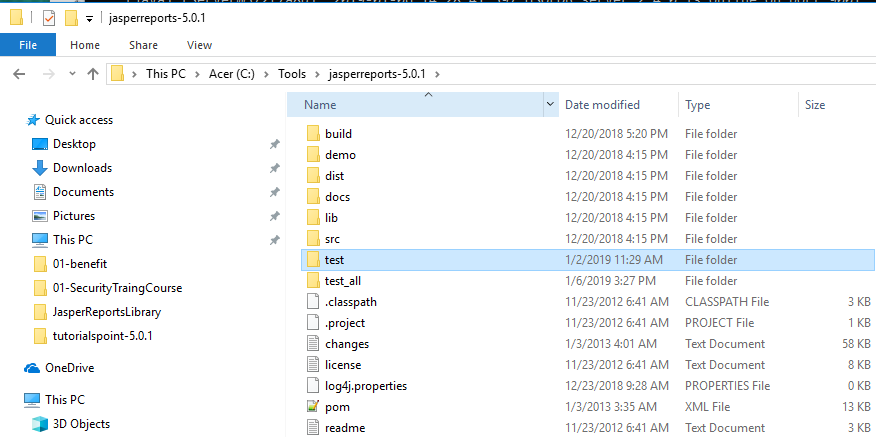 jasperreports-5.0.1
File Home Share View
This PC Acer (C:) Tools jasperreports-5.0.1
Name Date modified Type Size
Quick access
Desktop
Downloads
Documents
Pictures
This PC
01-benefit
01-SecurityTraingCourse
JasperReportsLibrary
tutorialspoint-5.0.1
OneDrive
This PC
3D Objects
build 12/20/2018 5:20 PM File folder
demo 12/20/2018 4:15 PM File folder
dist 12/20/2018 4:15 PM File folder
docs 12/20/2018 4:15 PM File folder
lib 12/20/2018 4:15 PM File folder
src 12/20/2018 4:15 PM File folder
test 1/2/2019 11:29 AM File folder
test_all 1/6/2019 3:27 PM File folder
.classpath 11/23/2012 6:41 AM CLASSPATH File 3 KB
.project 11/23/2012 6:41 AM PROJECT File 1 KB
changes 1/3/2013 4:01 AM Text Document 58 KB
license 11/23/2012 6:41 AM Text Document 8 KB
log4j.properties 12/23/2018 9:28 AM PROPERTIES File 0 KB
pom 1/3/2013 3:35 AM XML File 13 KB
readme 11/23/2012 6:41 AM Text Document 3 KB